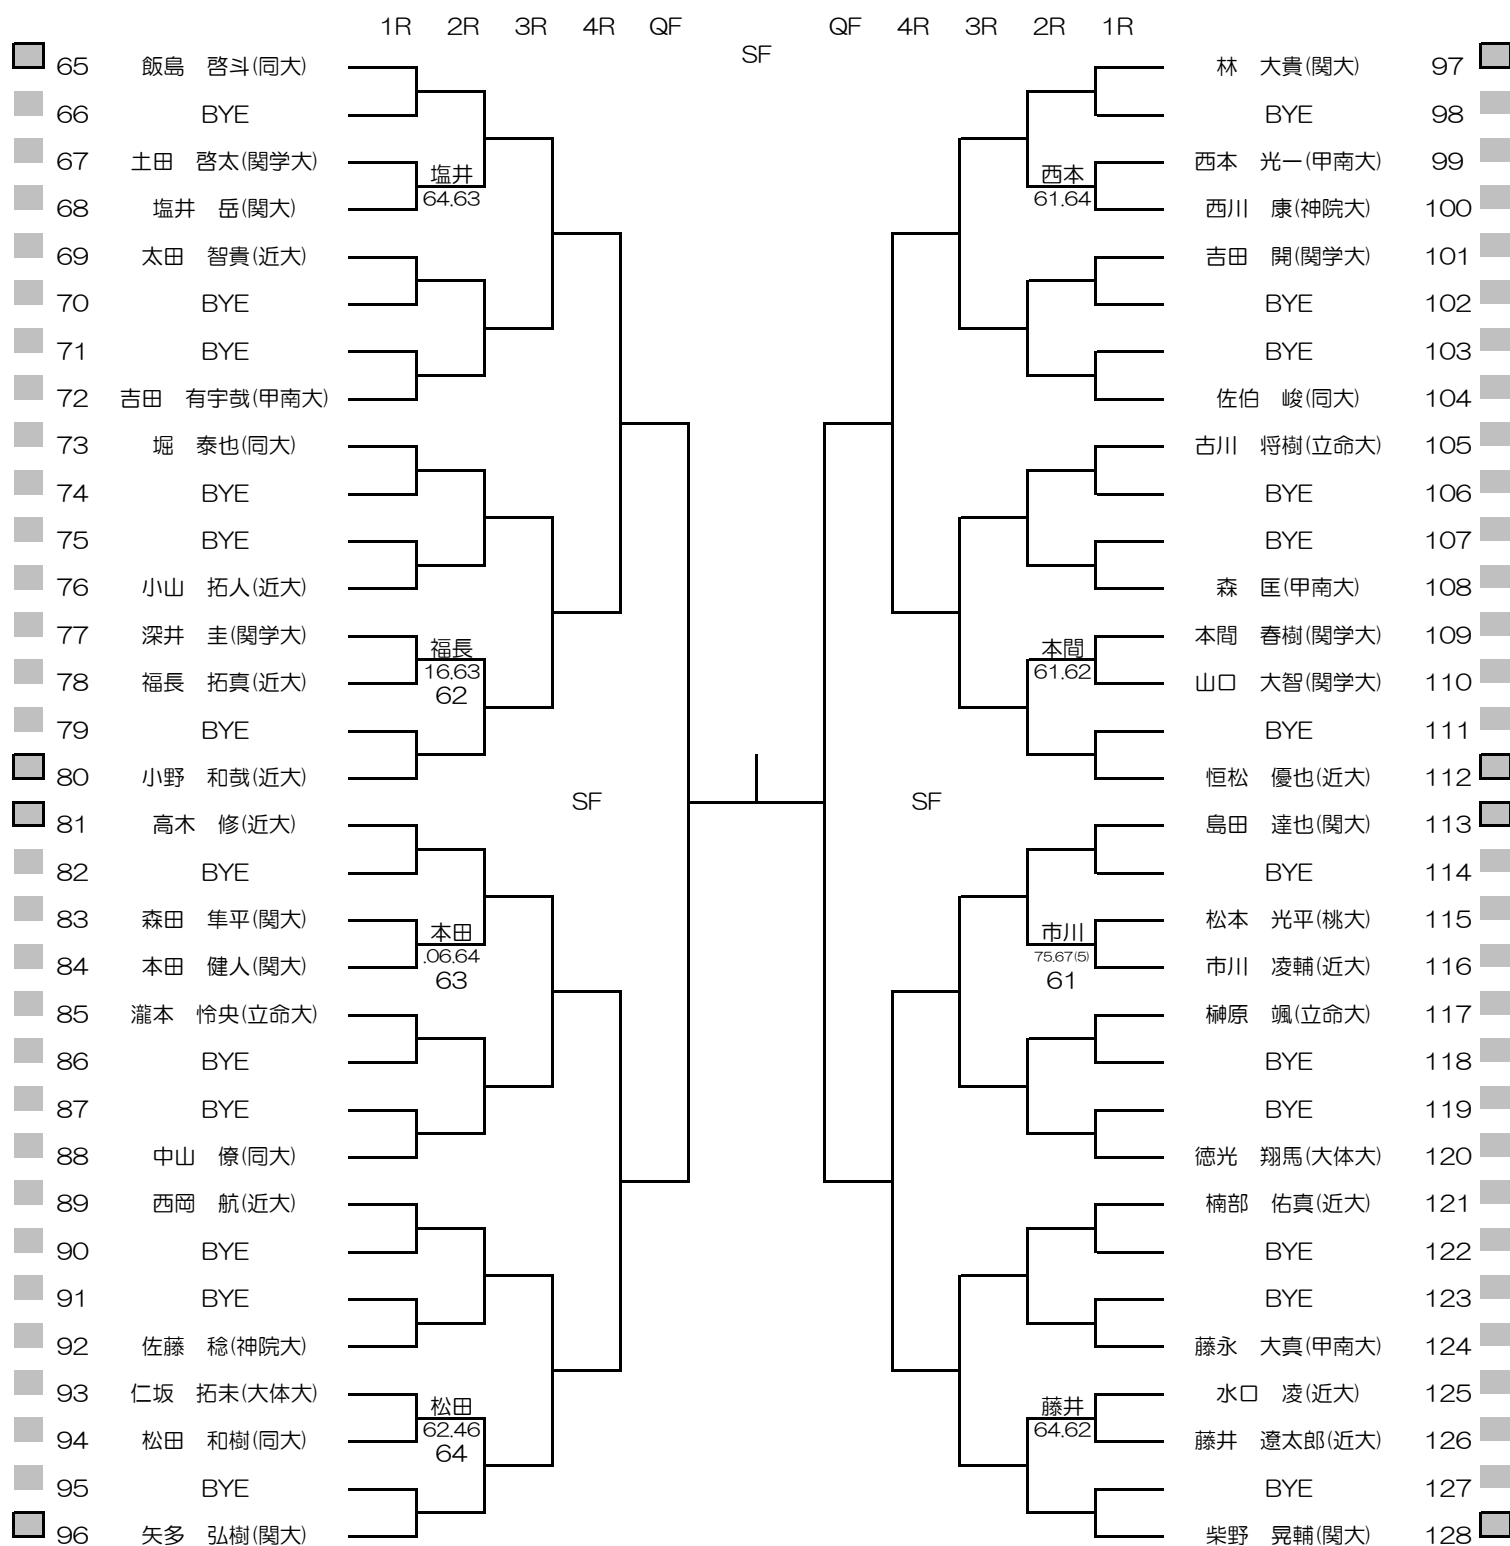 1R 2R 3R 4R QF SF QF 4R 3R 2R 1R
65 飯島 啓斗(同大) 林 大貴(関大) 97
66 BYE BYE 98
67 土田 啓太(関学大) 西本 光一(甲南大) 99
塩井 西本
64.63 61.64
68 塩井 岳(関大) 西川 康(神院大) 100
69 太田 智貴(近大) 吉田 開(関学大) 101
70 BYE BYE 102
71 BYE BYE 103
72 吉田 有宇哉(甲南大) 佐伯 峻(同大) 104
73 堀 泰也(同大) 古川 将樹(立命大) 105
74 BYE BYE 106
75 BYE BYE 107
76 小山 拓人(近大) 森 匡(甲南大) 108
77 深井 圭(関学大) 本間 春樹(関学大) 109
福長 本間
16.63 61.62
78 福長 拓真(近大) 山口 大智(関学大) 110
62
79 BYE BYE 111
80 小野 和哉(近大) 恒松 優也(近大) 112
SF SF
81 高木 修(近大) 島田 達也(関大) 113
82 BYE BYE 114
83 森田 隼平(関大) 松本 光平(桃大) 115
本田 市川
.06.64 75.67(5)
84 本田 健人(関大) 市川 凌輔(近大) 116
63 61
85 瀧本 怜央(立命大) 榊原 颯(立命大) 117
86 BYE BYE 118
87 BYE BYE 119
88 中山 僚(同大) 徳光 翔馬(大体大) 120
89 西岡 航(近大) 楠部 佑真(近大) 121
90 BYE BYE 122
91 BYE BYE 123
92 佐藤 稔(神院大) 藤永 大真(甲南大) 124
93 仁坂 拓未(大体大) 水口 凌(近大) 125
松田 藤井
62.46 64.62
94 松田 和樹(同大) 藤井 遼太郎(近大) 126
64
95 BYE BYE 127
96 矢多 弘樹(関大) 柴野 晃輔(関大) 128